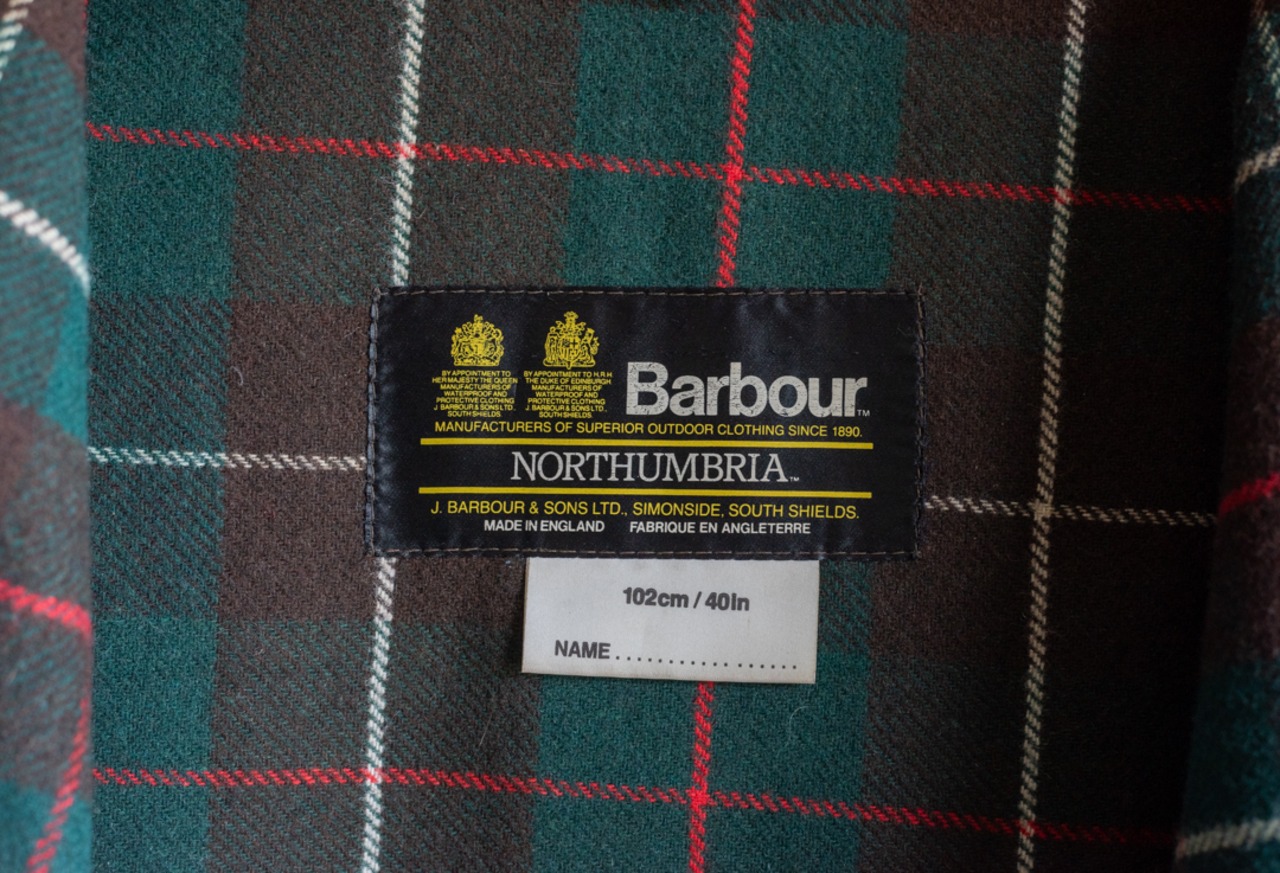 BY APPOINTMENT TO
HER MAJESTY THE QUEEN
MANUFACTURERS OF
WATERPROOF AND
PROTECTIVE CLOTHING
J. BARBOUR & SONS LTD.,
SOUTH SHIELDS
BY APPOINTMENT TO H.R.H.
THE DUKE OF EDINBURGH
MANUFACTURERS OF
WATERPROOF AND
PROTECTIVE CLOTHING
J. BARBOUR & SONS LTD.,
SOUTH SHIELDS
Barbour™
MANUFACTURERS OF SUPERIOR OUTDOOR CLOTHING SINCE 1890.
NORTHUMBRIA™
J. BARBOUR & SONS LTD., SIMONSIDE, SOUTH SHIELDS.
MADE IN ENGLAND FABRIQUE EN ANGLETERRE
102cm / 40In
NAME..................